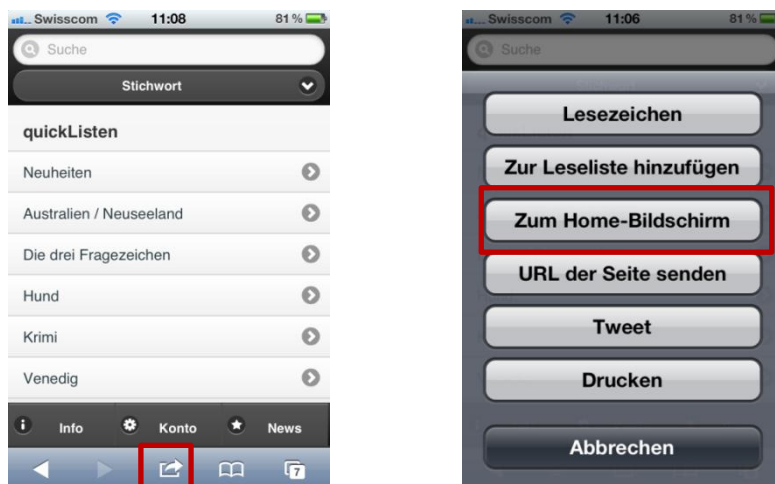 Swisscom 11:08 81 %
Suche
Stichwort
quickListen
Neuheiten
Australien / Neuseeland
Die drei Fragezeichen
Hund
Krimi
Venedig
Info Konto News
7
Swisscom 11:06 81 %
Suche
Lesezeichen
Zur Leseliste hinzufügen
Zum Home-Bildschirm
URL der Seite senden
Tweet
Drucken
Abbrechen